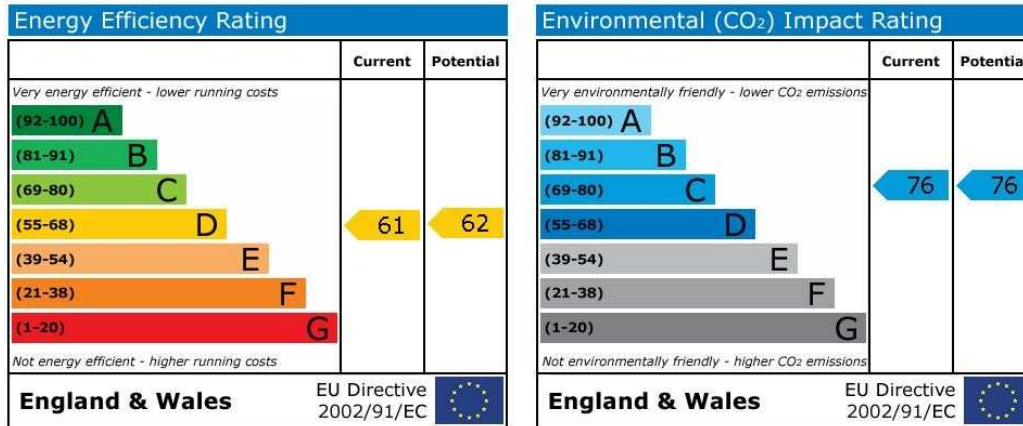 Energy Efficiency Rating
Current Potential
Very energy efficient - lower running costs
(92-100) A
(81-91) B
(69-80) C
(55-68) D
61 62
(39-54) E
(21-38) F
(1-20) G
Not energy efficient - higher running costs
England & Wales
EU Directive
2002/91/EC
Environmental (CO₂) Impact Rating
Current Potentia
Very environmentally friendly - lower CO₂ emissions
(92-100) A
(81-91) B
(69-80) C
76 76
(55-68) D
(39-54) E
(21-38) F
(1-20) G
Not environmentally friendly - higher CO₂ emissions
England & Wales
EU Directive
2002/91/EC